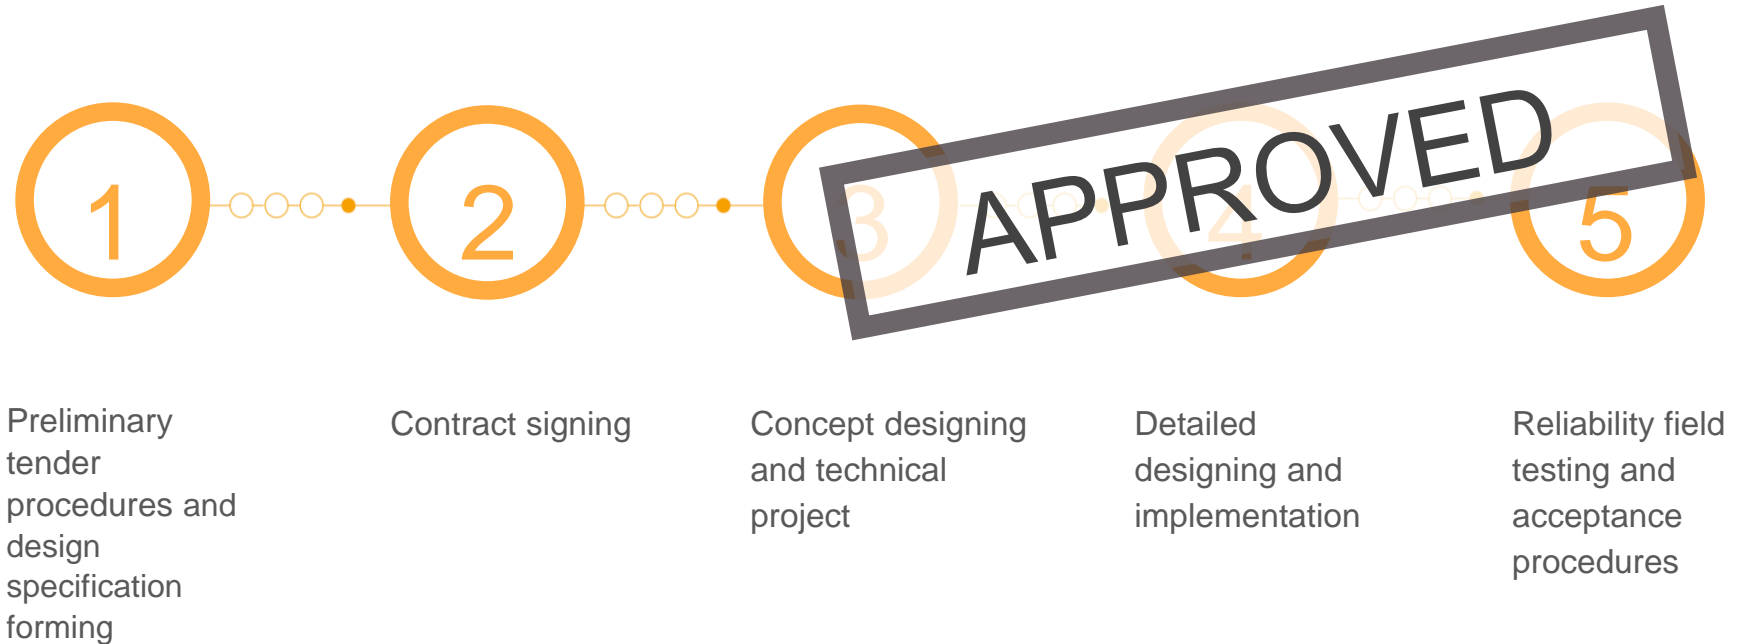 1
2
3
4
5
APPROVED
Preliminary
tender
procedures and
design
specification
forming
Contract signing
Concept designing
and technical
project
Detailed
designing and
implementation
Reliability field
testing and
acceptance
procedures